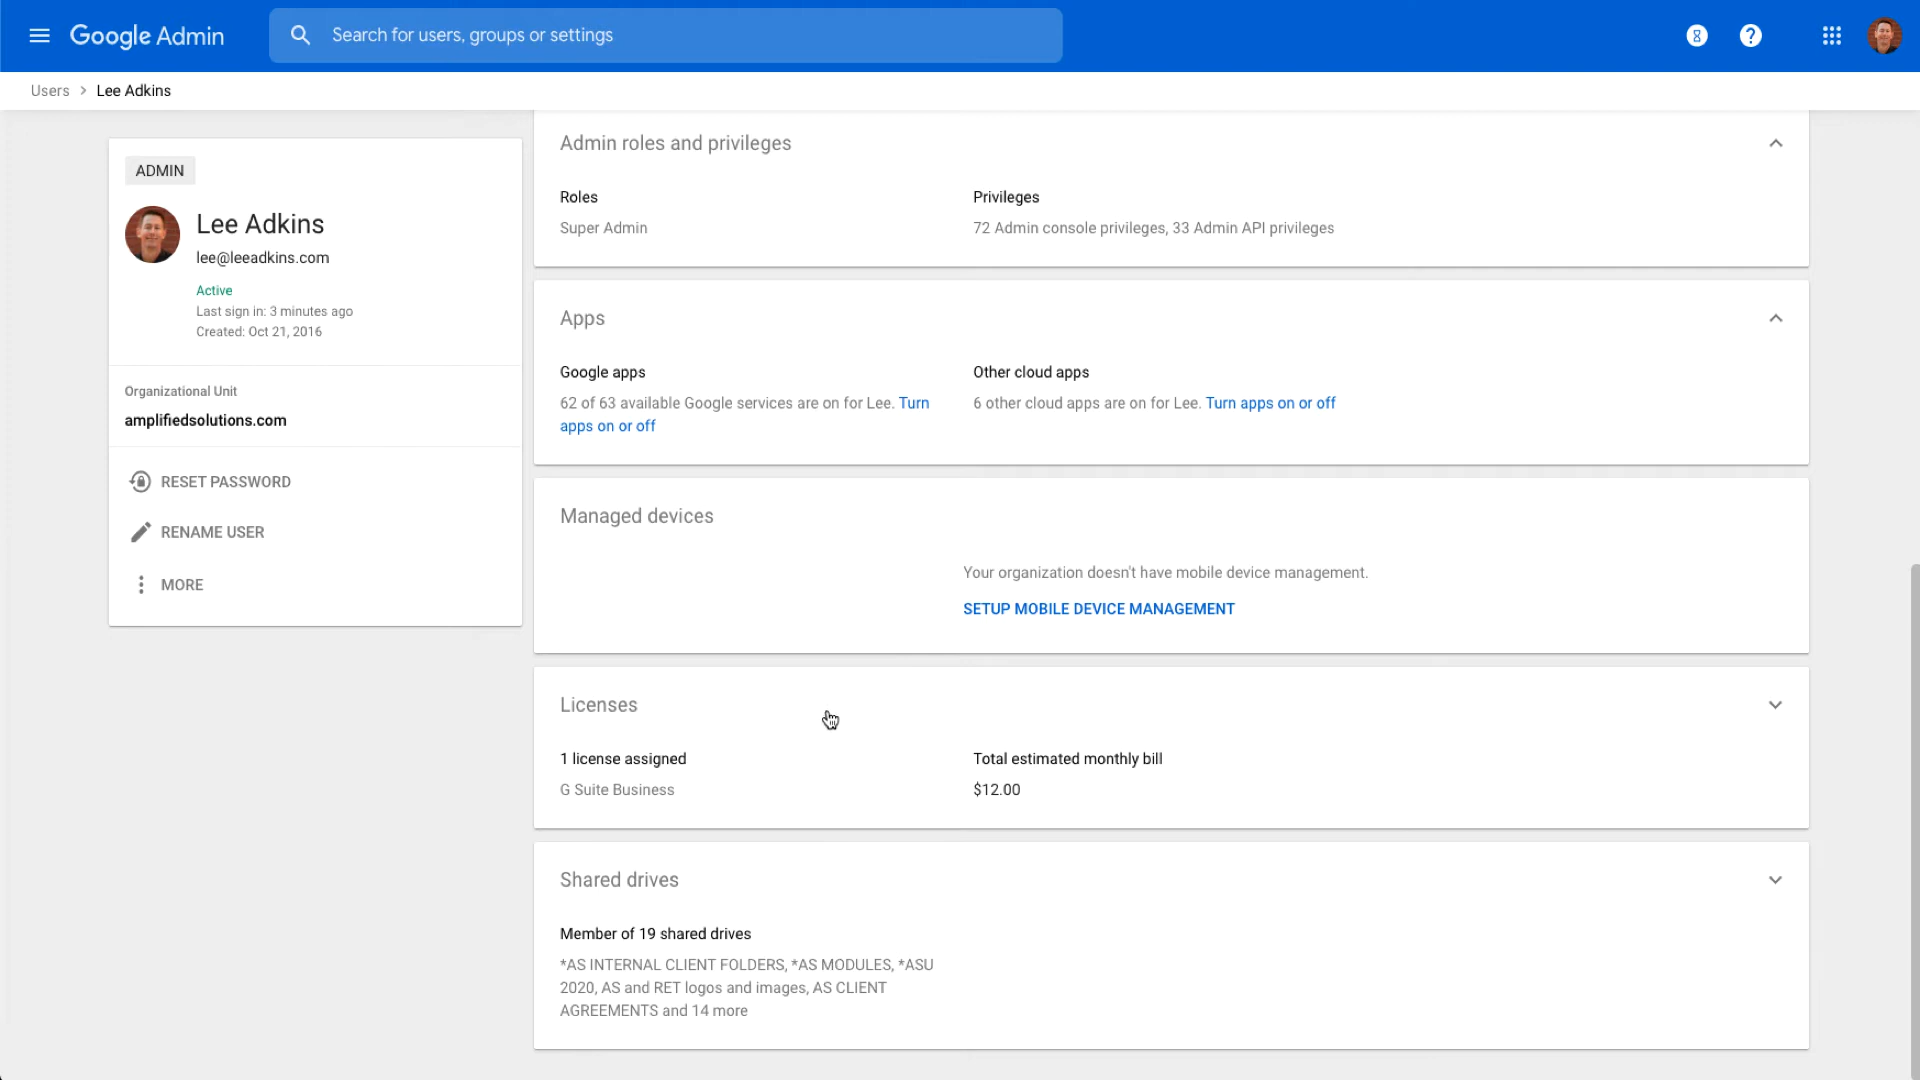 Google Admin
Search for users, groups or settings
Users > Lee Adkins
ADMIN
Lee Adkins
lee@leeadkins.com
Active
Last sign in: 3 minutes ago
Created: Oct 21, 2016
Organizational Unit
amplifiedsolutions.com
RESET PASSWORD
RENAME USER
MORE
Admin roles and privileges
Roles
Super Admin
Privileges
72 Admin console privileges, 33 Admin API privileges
Apps
Google apps
62 of 63 available Google services are on for Lee. Turn
apps on or off
Other cloud apps
6 other cloud apps are on for Lee. Turn apps on or off
Managed devices
Your organization doesn't have mobile device management.
SETUP MOBILE DEVICE MANAGEMENT
Licenses
1 license assigned
G Suite Business
Total estimated monthly bill
$12.00
Shared drives
Member of 19 shared drives
*AS INTERNAL CLIENT FOLDERS, *AS MODULES, *ASU
2020, AS and RET logos and images, AS CLIENT
AGREEMENTS and 14 more